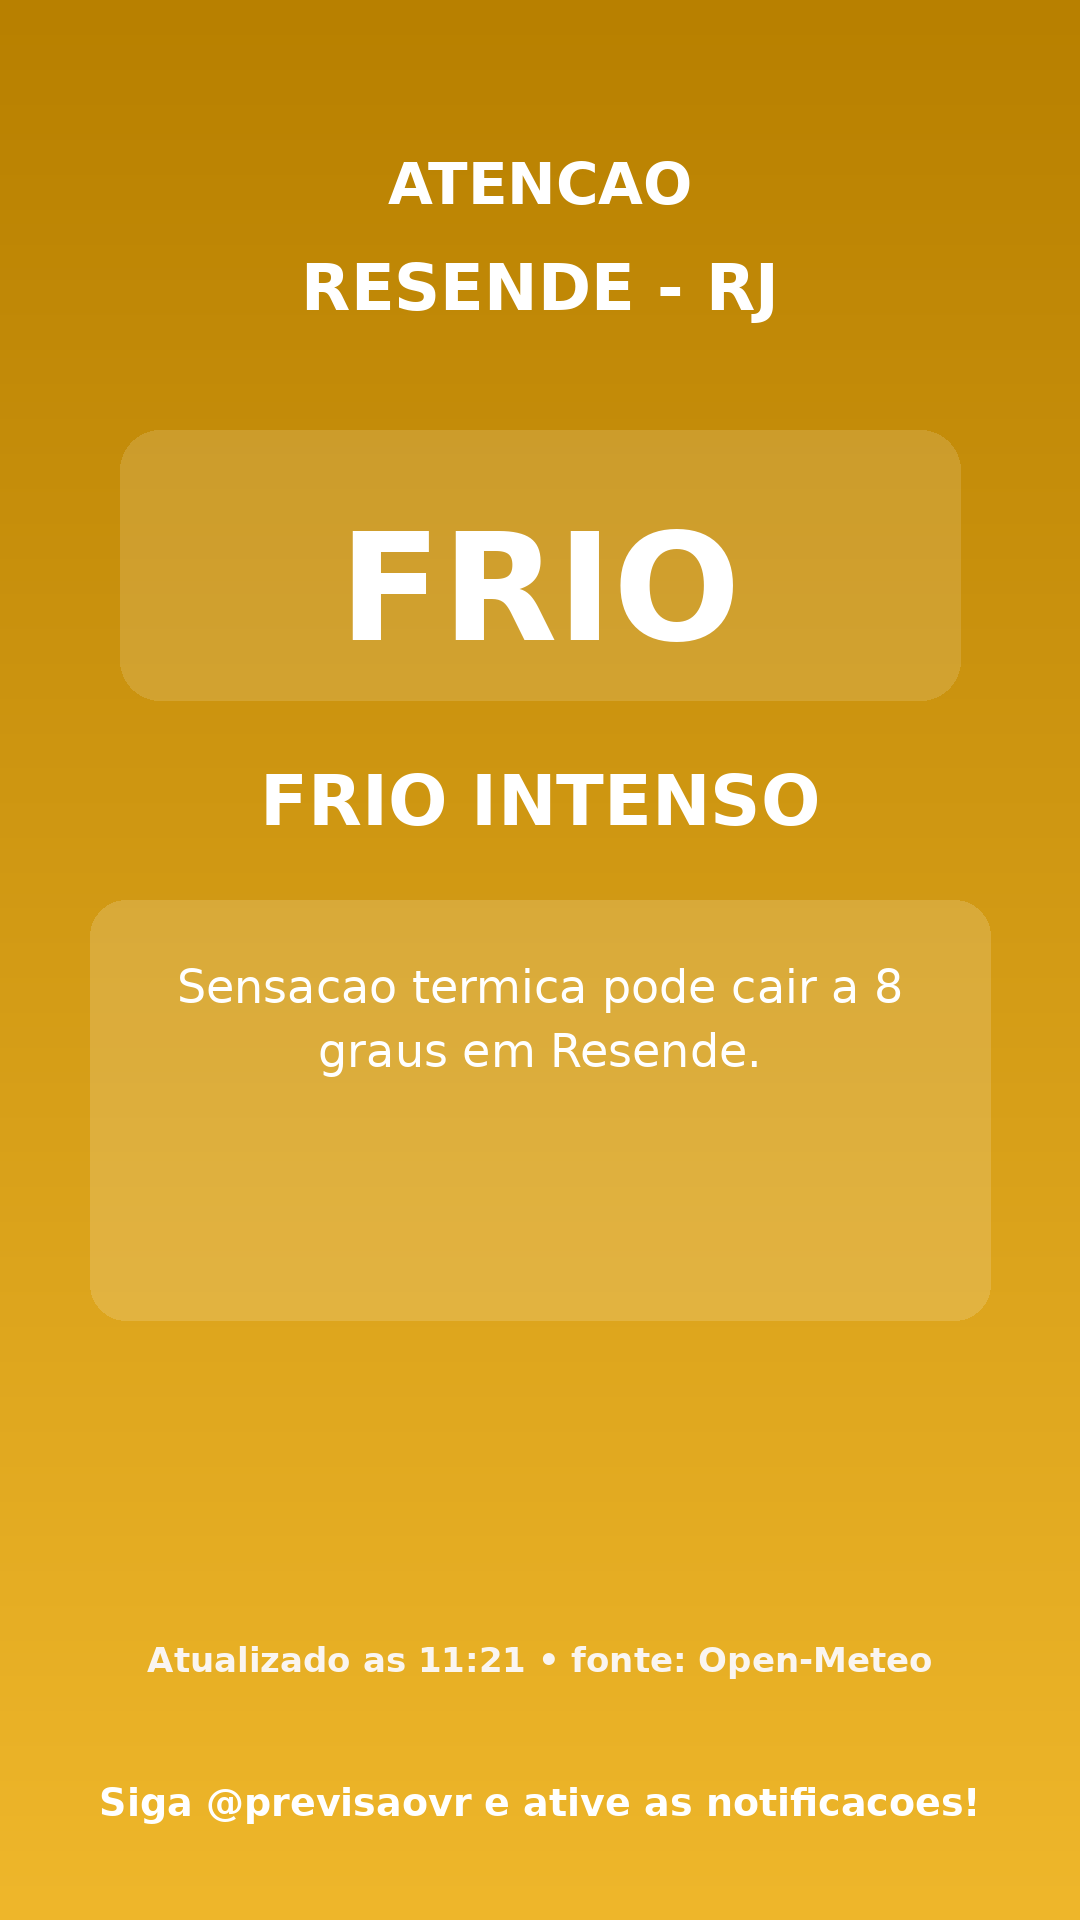 ATENCAO
RESENDE - RJ
FRIO
FRIO INTENSO
Sensacao termica pode cair a 8
graus em Resende.
Atualizado as 11:21 • fonte: Open-Meteo
Siga @previsaovr e ative as notificacoes!